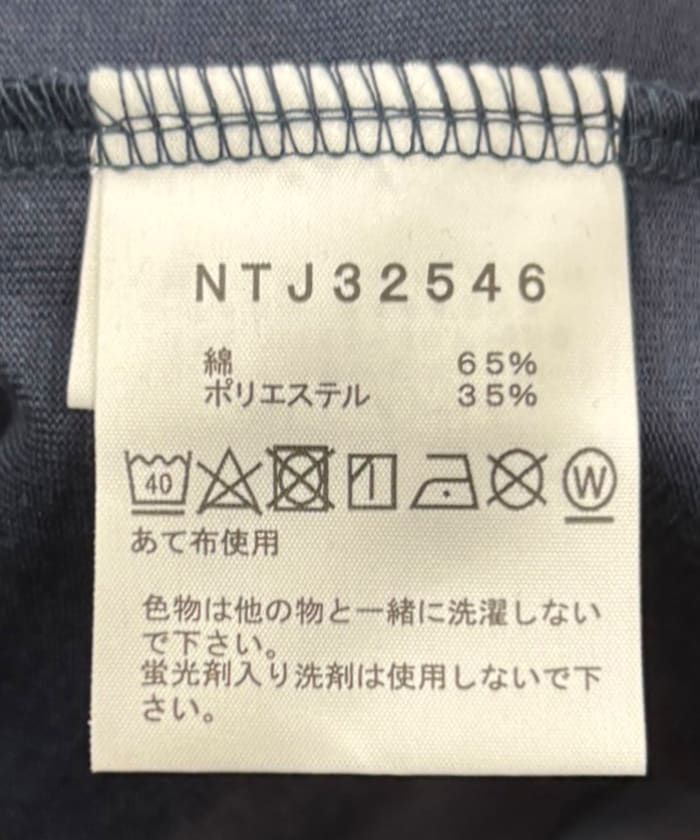 NTJ32546
綿 65%
ポリエステル 35%
40 W
あて布使用
色物は他の物と一緒に洗濯しない
で下さい。
蛍光剤入り洗剤は使用しないで下
さい。